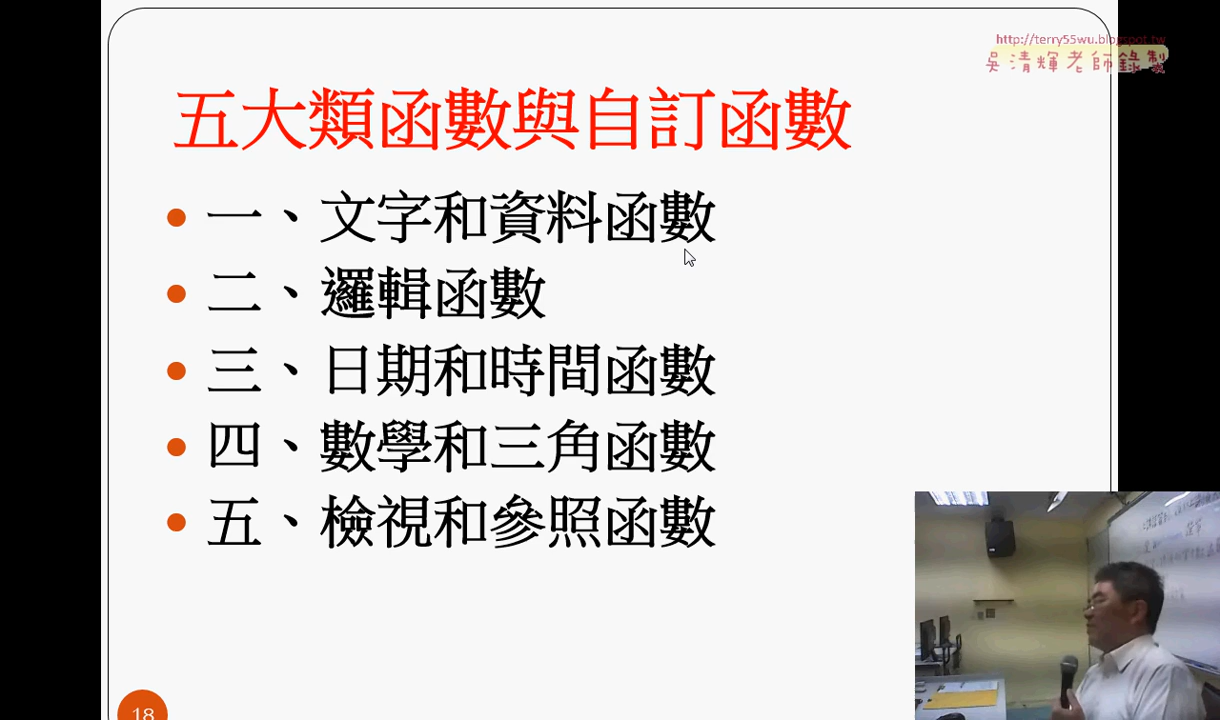 http://terry55wu.blogspot.tw
吳清輝老師錄製
五大類函數與自訂函數
一、文字和資料函數
二、邏輯函數
三、日期和時間函數
四、數學和三角函數
五、檢視和參照函數
18